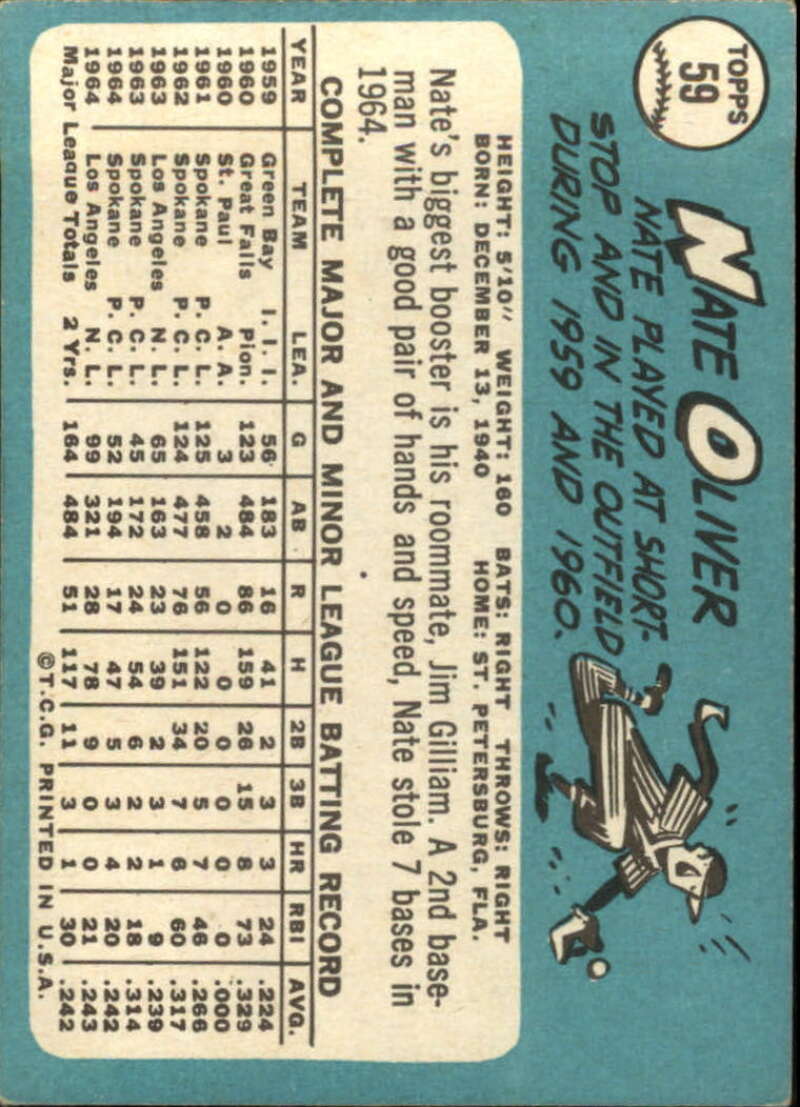 TOPPS
59
NATE OLIVER
NATE PLAYED AT SHORT-
STOP AND IN THE OUTFIELD
DURING 1959 AND 1960.
HEIGHT: 5'10" WEIGHT: 160 BATS: RIGHT THROWS: RIGHT
BORN: DECEMBER 13, 1940 HOME: ST. PETERSBURG, FLA.
Nate's biggest booster is his roommate, Jim Gilliam. A 2nd base-
man with a good pair of hands and speed, Nate stole 7 bases in
1964.
COMPLETE MAJOR AND MINOR LEAGUE BATTING RECORD
YEAR TEAM LEA. G AB R H 2B 3B HR RBI AVG.
1959 Green Bay I. I. I. 56 183 16 41 2 3 3 24 .224
1960 Great Falls Pion. 123 484 86 159 26 15 8 73 .329
1960 St. Paul A. A. 3 2 0 0 0 0 0 0 .000
1961 Spokane P. C. L. 125 458 56 122 20 5 7 46 .266
1962 Spokane P. C. L. 124 477 76 151 34 7 6 60 .317
1963 Los Angeles N. L. 65 163 23 39 2 3 1 9 .239
1963 Spokane P. C. L. 45 172 24 54 6 2 2 18 .314
1964 Spokane P. C. L. 52 194 17 47 5 3 4 20 .242
1964 Los Angeles N. L. 99 321 28 78 9 0 0 21 .243
Major League Totals 2 Yrs. 164 484 51 117 11 3 1 30 .242
©T.C.G. PRINTED IN U.S.A.